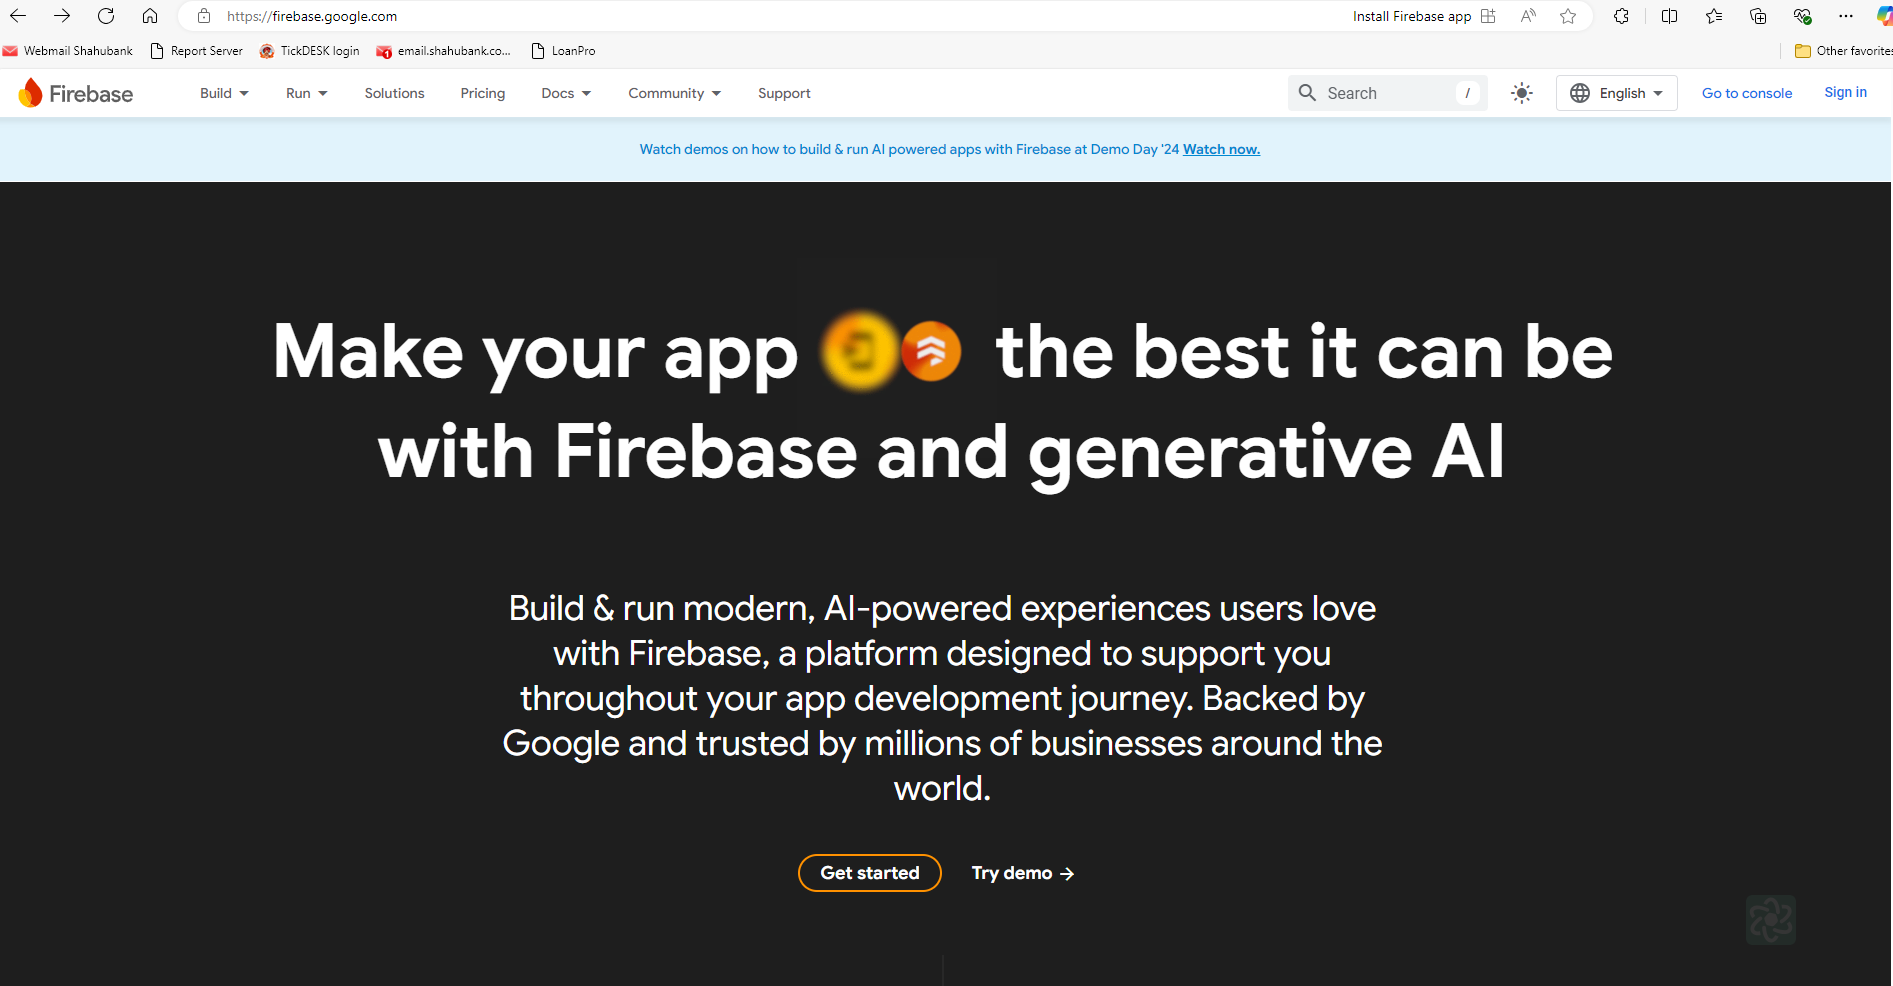 https://firebase.google.com
Install Firebase app
Webmail Shahubank
Report Server
TickDESK login
1
email.shahubank.co...
LoanPro
Other favorites
Firebase
Build
Run
Solutions
Pricing
Docs
Community
Support
Search
/
English
Go to console
Sign in
Watch demos on how to build & run AI powered apps with Firebase at Demo Day '24 Watch now.
Make your app the best it can be
with Firebase and generative AI
Build & run modern, AI-powered experiences users love
with Firebase, a platform designed to support you
throughout your app development journey. Backed by
Google and trusted by millions of businesses around the
world.
Get started
Try demo →